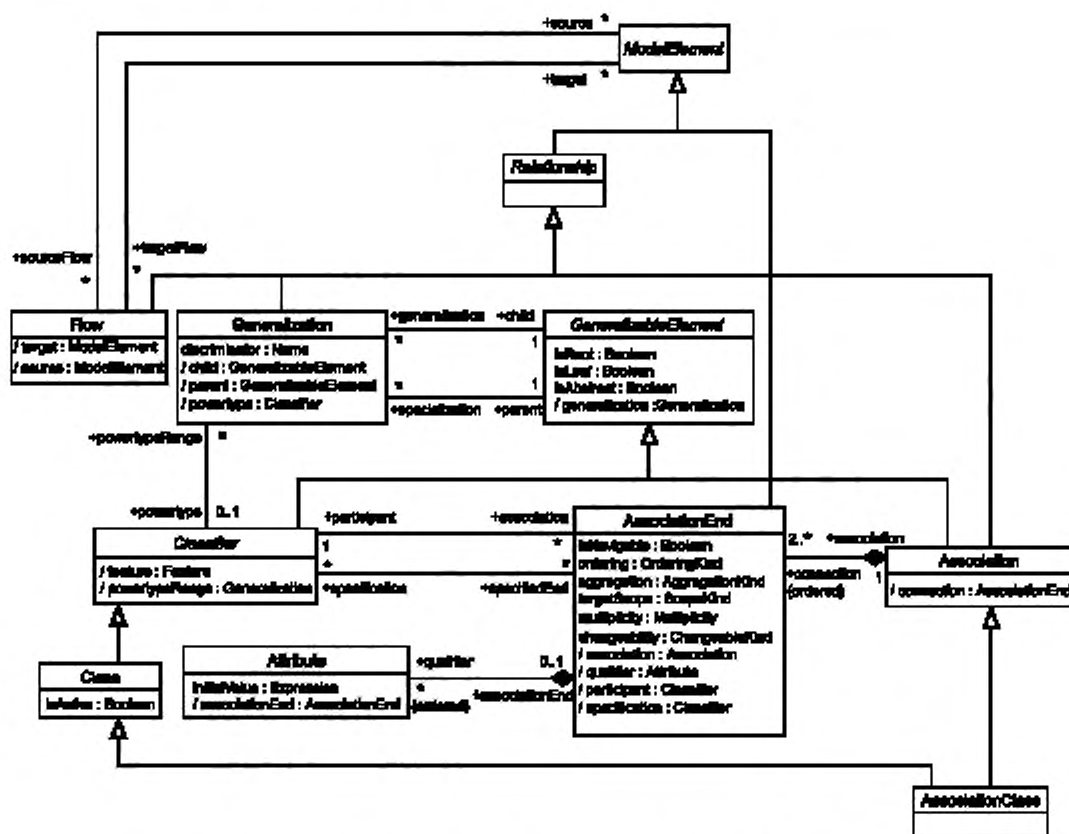 +source *
ModelElement
+target *
Relationship
+sourceFlow
*
+targetFlow
*
Flow
/ target : ModelElement
/ source : ModelElement
Generalization
discriminator : Name
/ child : GeneralizableElement
/ parent : GeneralizableElement
/ powertype : Classifier
+generalization +child
* 1
* 1
+specialization +parent
GeneralizableElement
isRoot : Boolean
isLeaf : Boolean
isAbstract : Boolean
/ generalization :Generalization
+powertypeRange *
+powertype 0..1
Classifier
/ feature : Feature
/ powertypeRange : Generalization
+participant +association
1 *
* *
+specification +specifiedEnd
AssociationEnd
isNavigable : Boolean
ordering : OrderingKind
aggregation : AggregationKind
targetScope : ScopeKind
multiplicity : Multiplicity
changeability : ChangeableKind
/ association : Association
/ qualifier : Attribute
/ participant : Classifier
/ specification : Classifier
2..* +association
+connection 1
{ordered}
Association
/ connection : AssociationEnd
Class
isActive : Boolean
Attribute
initialValue : Expression
/ associationEnd : AssociationEnd
+qualifier 0..1
*
{ordered} +associationEnd
AssociationClass